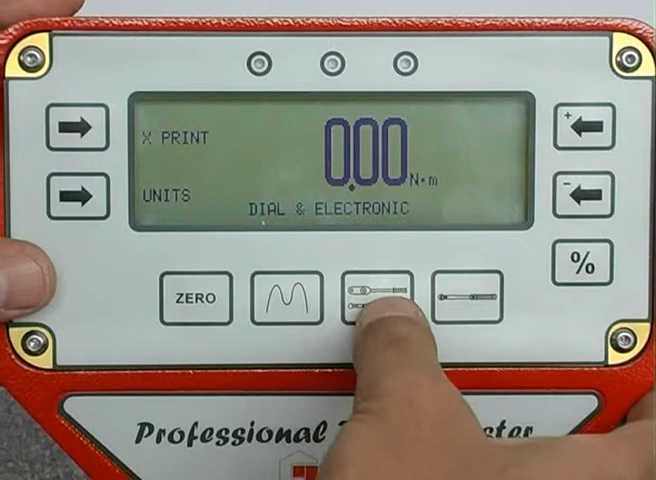 X PRINT
0.00 N·m
UNITS
DIAL & ELECTRONIC
+
-
%
ZERO
Professional